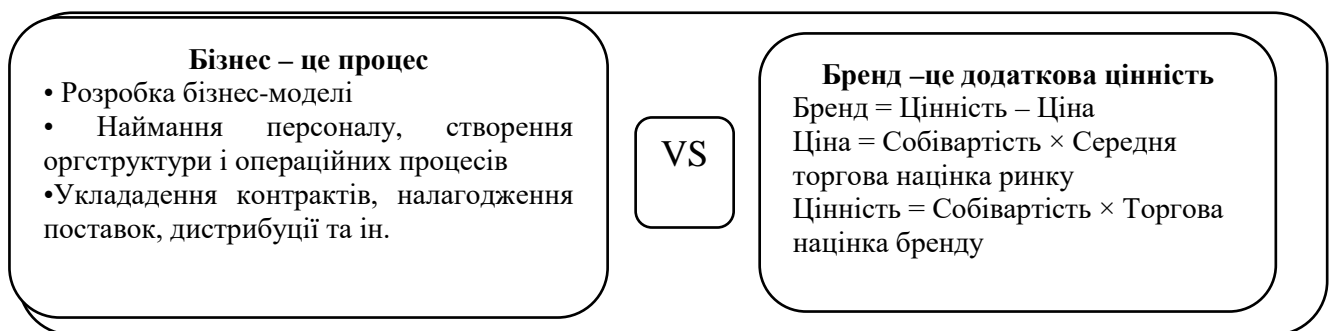 Бізнес – це процес
• Розробка бізнес-моделі
• Наймання персоналу, створення
оргструктури і операційних процесів
•Уклададення контрактів, налагодження
поставок, дистрибуції та ін.
VS
Бренд –це додаткова цінність
Бренд = Цінність – Ціна
Ціна = Собівартість × Середня
торгова націнка ринку
Цінність = Собівартість × Торгова
націнка бренду